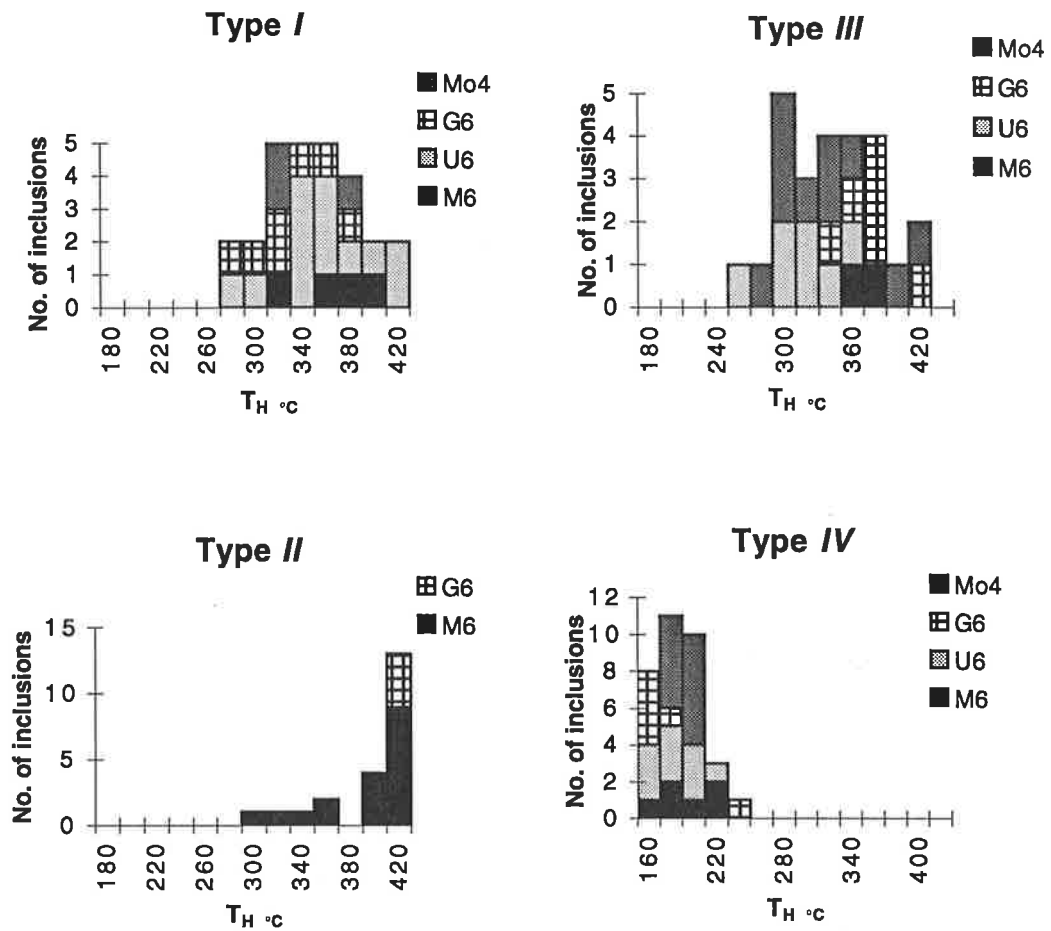 Type I
Mo4
G6
U6
M6
No. of inclusions
5
4
3
2
1
0
180
220
260
300
340
380
420
TH °C
Type III
Mo4
G6
U6
M6
No. of inclusions
5
4
3
2
1
0
180
240
300
360
420
TH °C
Type II
G6
M6
No. of inclusions
15
10
5
0
180
220
260
300
340
380
420
TH °C
Type IV
Mo4
G6
U6
M6
No. of inclusions
12
10
8
6
4
2
0
160
220
280
340
400
TH °C